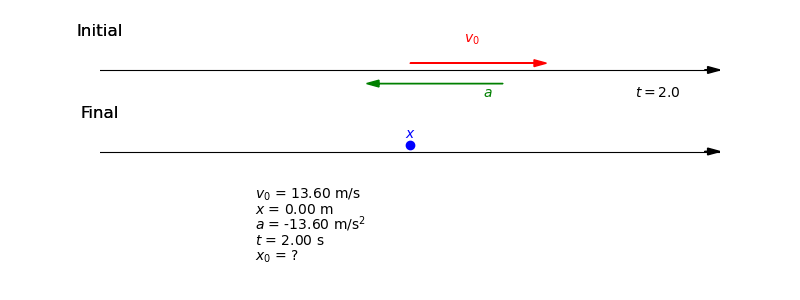 Initial
v₀
a
t = 2.0
Final
x
v₀ = 13.60 m/s
x = 0.00 m
a = -13.60 m/s²
t = 2.00 s
x₀ = ?